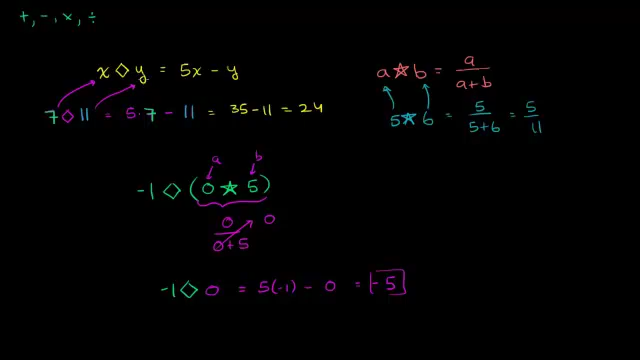 +, −, ×, ÷
x ◇ y = 5x − y
7 ◇ 11 = 5·7 − 11 = 35 − 11 = 24
a ☆ b = a/(a+b)
5 ☆ 6 = 5/(5+6) = 5/11
a b
-1 ◇ (0 ☆ 5)
0/(0+5) 0
-1 ◇ 0 = 5(-1) − 0 = -5